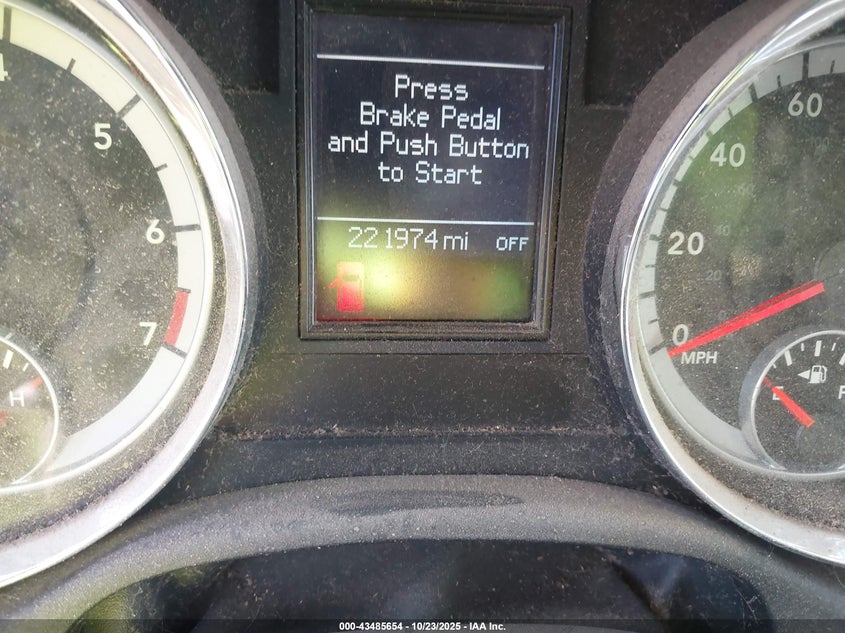 Press
Brake Pedal
and Push Button
to Start
221974 mi OFF
4
5
6
7
H
60
40
20
0
MPH
E
F
000-43485654 | 10/23/2025 - IAA Inc.